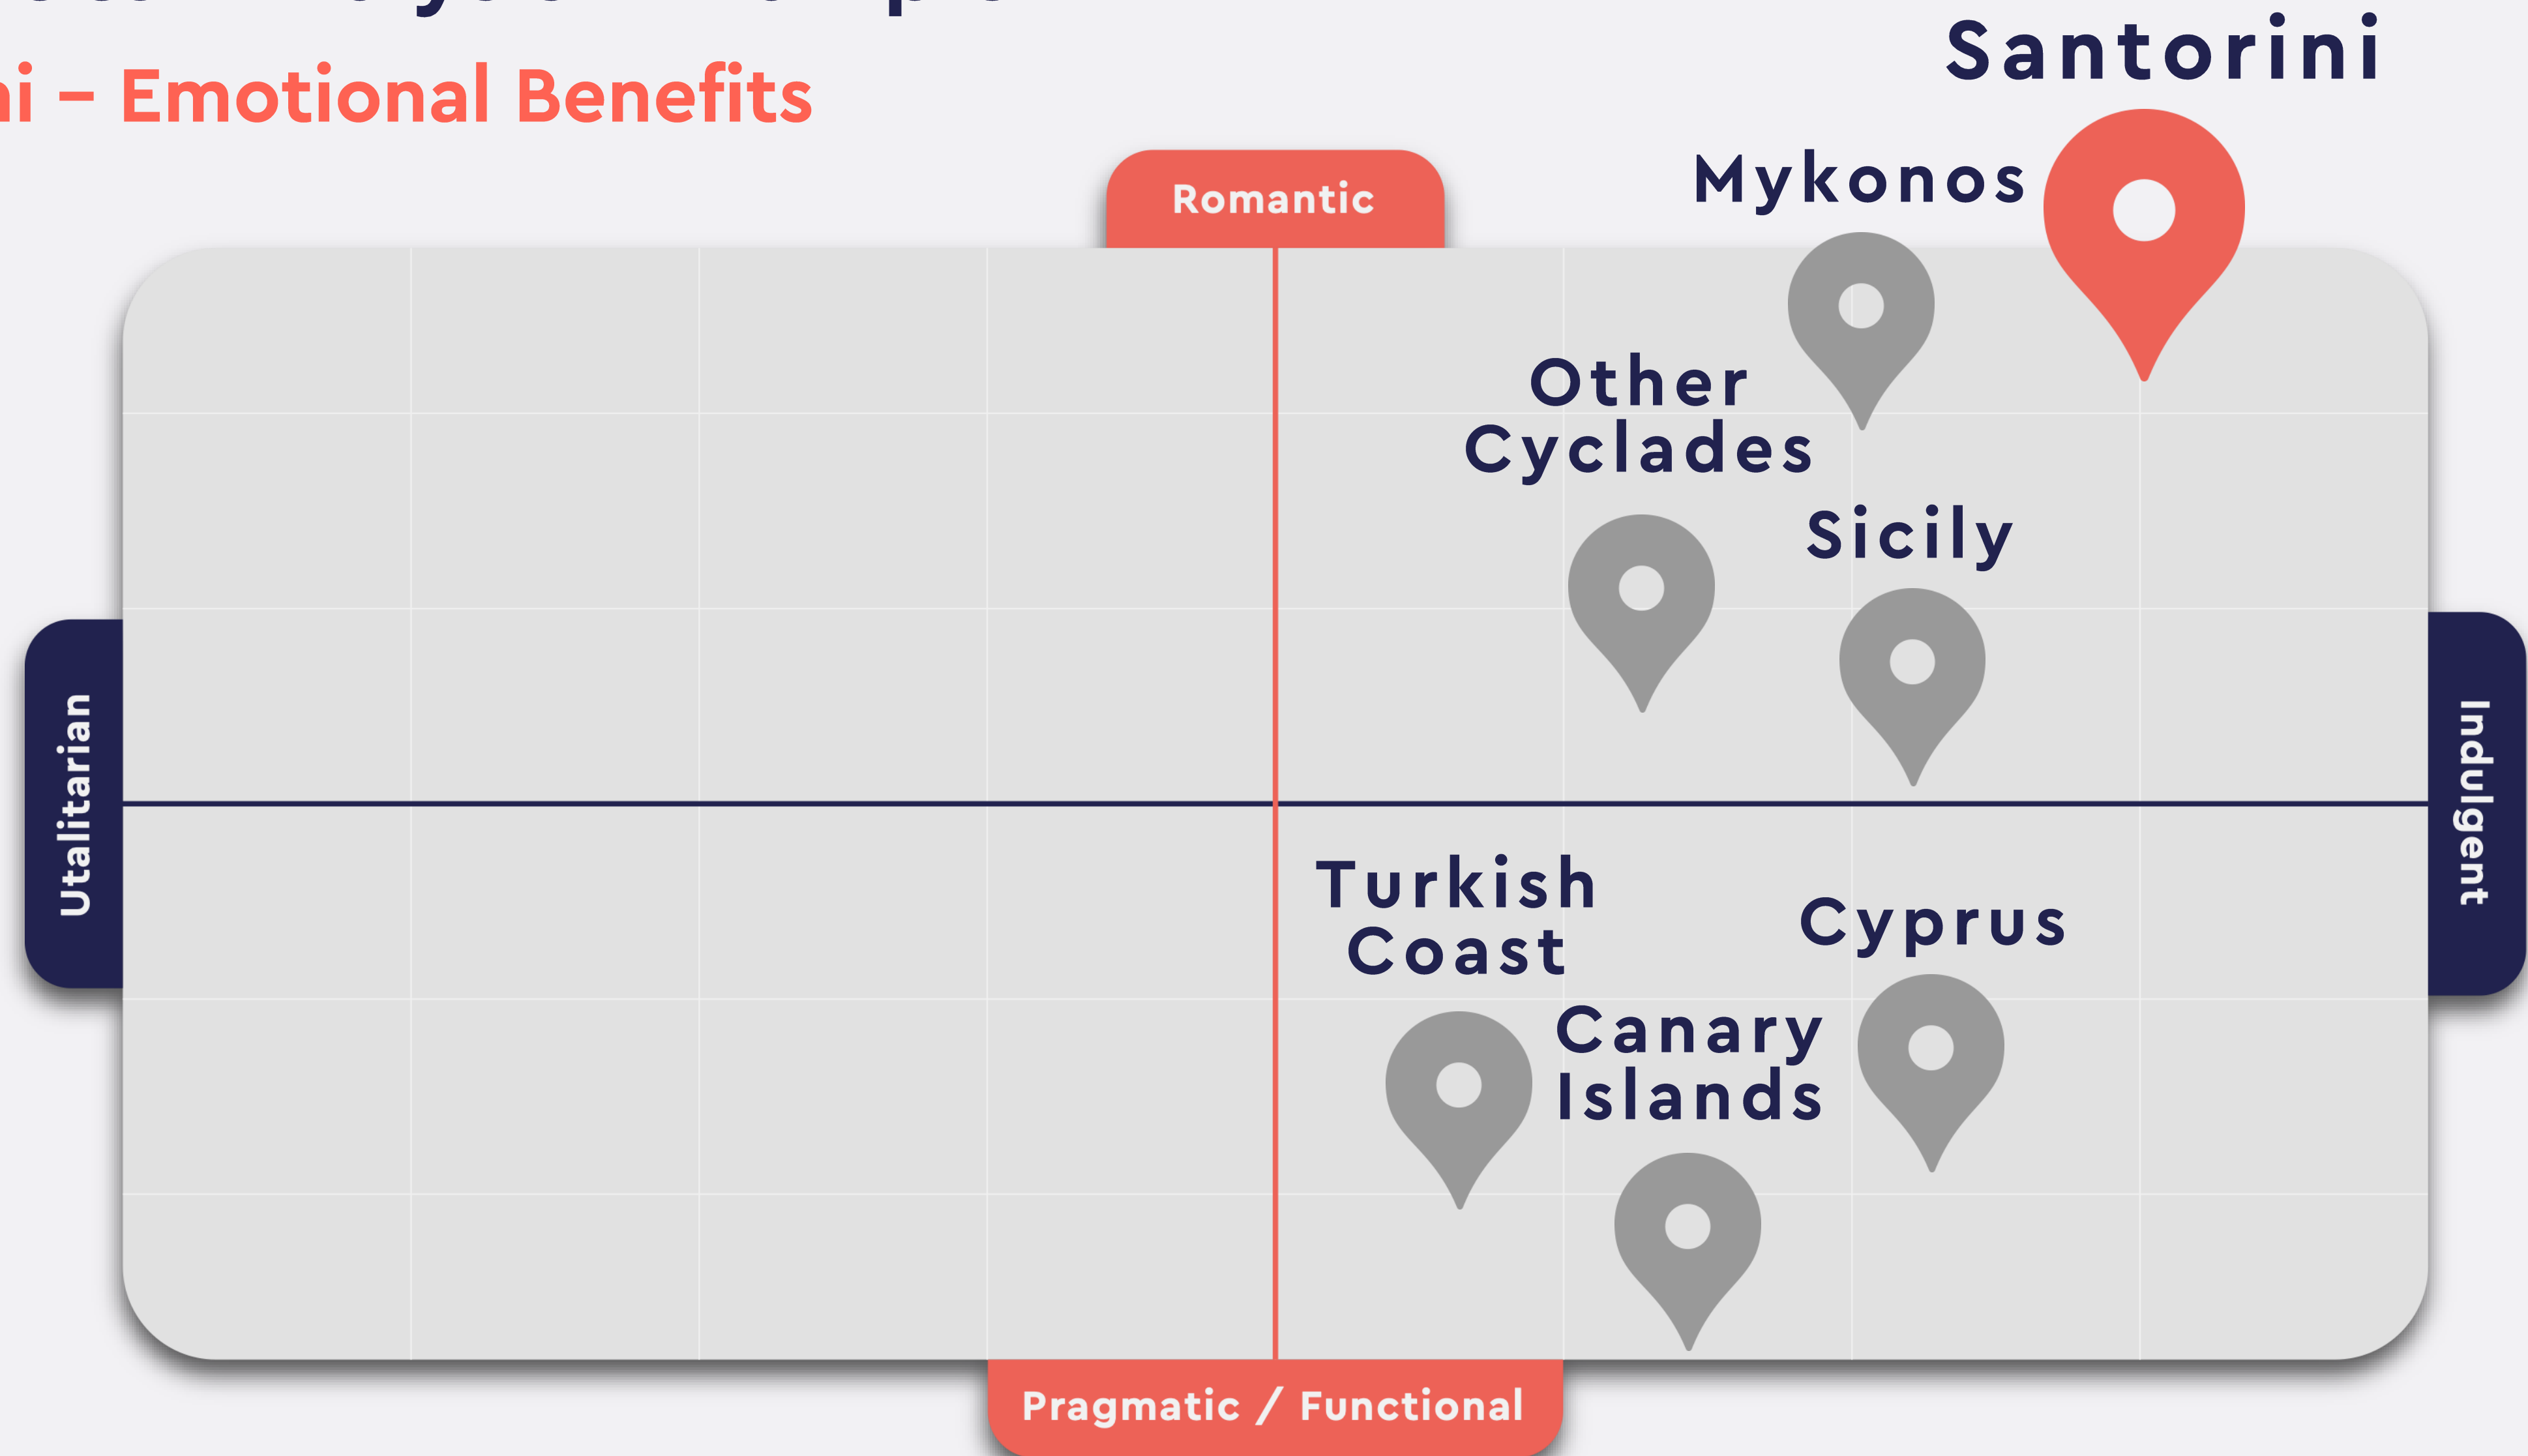 – Emotional Benefits
Santorini
Mykonos
Romantic
Other
Cyclades
Sicily
Utalitarian
Indulgent
Turkish
Coast
Cyprus
Canary
Islands
Pragmatic / Functional